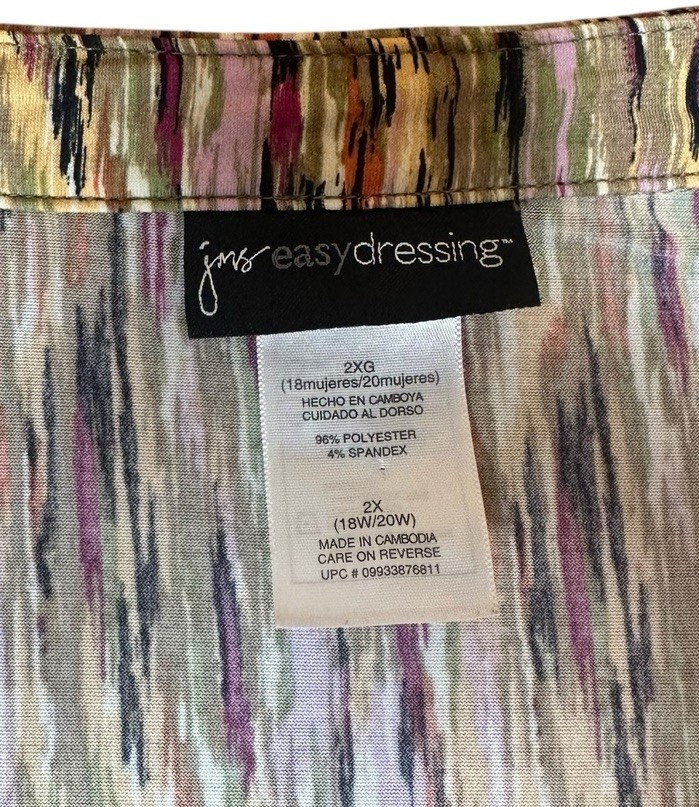 jms easydressing™
2XG
(18mujeres/20mujeres)
HECHO EN CAMBOYA
CUIDADO AL DORSO
96% POLYESTER
4% SPANDEX
2X
(18W/20W)
MADE IN CAMBODIA
CARE ON REVERSE
UPC # 09933876811